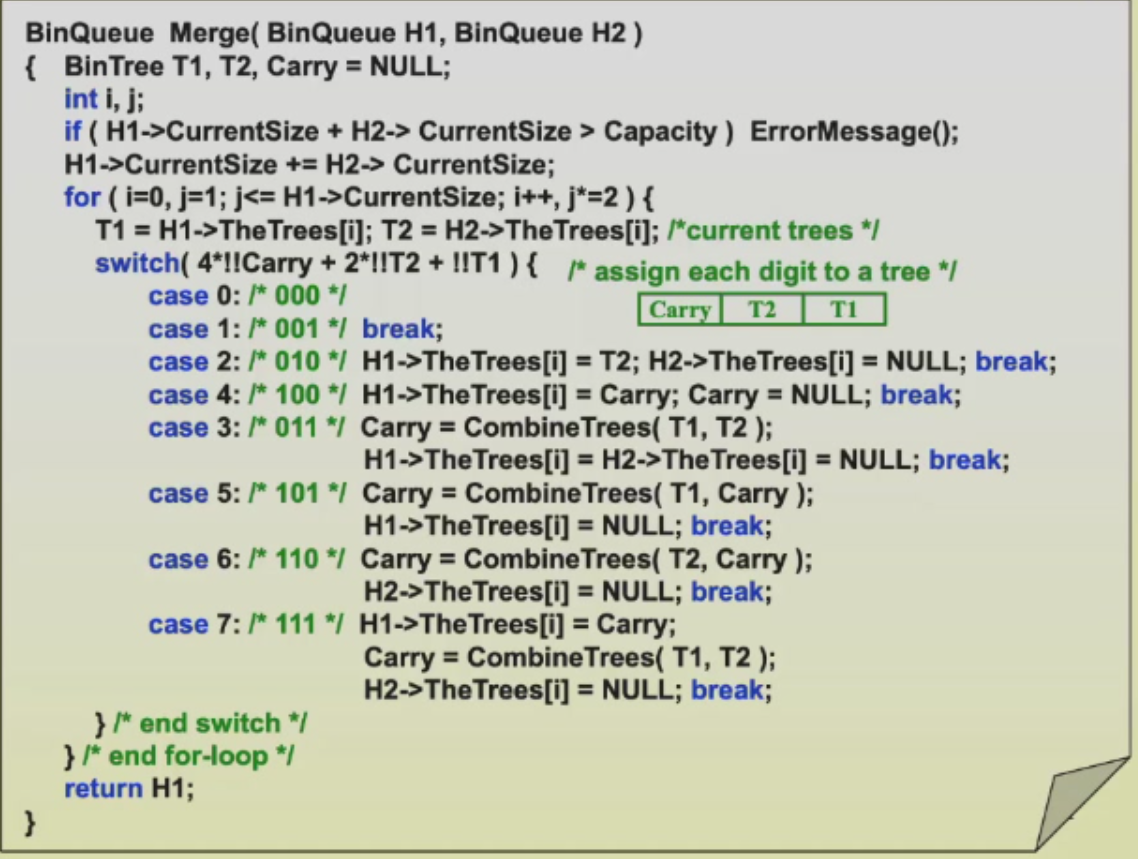 BinQueue Merge( BinQueue H1, BinQueue H2 )
{ BinTree T1, T2, Carry = NULL;
int i, j;
if ( H1->CurrentSize + H2-> CurrentSize > Capacity ) ErrorMessage();
H1->CurrentSize += H2-> CurrentSize;
for ( i=0, j=1; j<= H1->CurrentSize; i++, j*=2 ) {
T1 = H1->TheTrees[i]; T2 = H2->TheTrees[i]; /*current trees */
switch( 4*!!Carry + 2*!!T2 + !!T1 ) { /* assign each digit to a tree */
case 0: /* 000 */ Carry T2 T1
case 1: /* 001 */ break;
case 2: /* 010 */ H1->TheTrees[i] = T2; H2->TheTrees[i] = NULL; break;
case 4: /* 100 */ H1->TheTrees[i] = Carry; Carry = NULL; break;
case 3: /* 011 */ Carry = CombineTrees( T1, T2 );
H1->TheTrees[i] = H2->TheTrees[i] = NULL; break;
case 5: /* 101 */ Carry = CombineTrees( T1, Carry );
H1->TheTrees[i] = NULL; break;
case 6: /* 110 */ Carry = CombineTrees( T2, Carry );
H2->TheTrees[i] = NULL; break;
case 7: /* 111 */ H1->TheTrees[i] = Carry;
Carry = CombineTrees( T1, T2 );
H2->TheTrees[i] = NULL; break;
} /* end switch */
} /* end for-loop */
return H1;
}